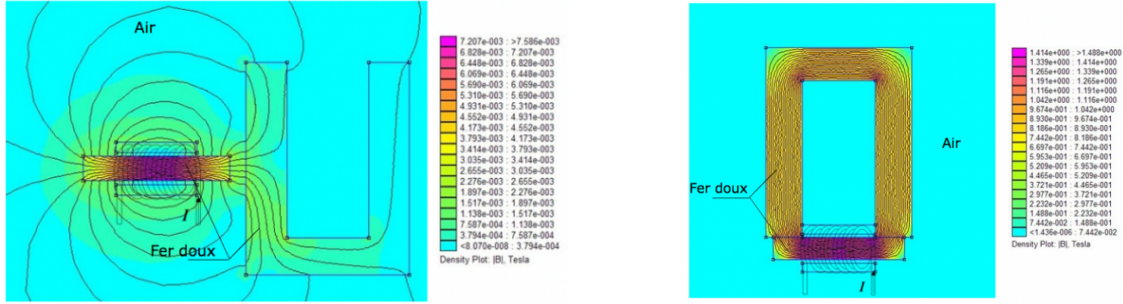 Air
7.207e-003 : >7.586e-003
6.828e-003 : 7.207e-003
6.448e-003 : 6.828e-003
6.069e-003 : 6.448e-003
5.690e-003 : 6.069e-003
5.310e-003 : 5.690e-003
4.931e-003 : 5.310e-003
4.552e-003 : 4.931e-003
4.173e-003 : 4.552e-003
3.793e-003 : 4.173e-003
3.414e-003 : 3.793e-003
3.035e-003 : 3.414e-003
2.655e-003 : 3.035e-003
2.276e-003 : 2.655e-003
1.897e-003 : 2.276e-003
1.517e-003 : 1.897e-003
1.138e-003 : 1.517e-003
7.587e-004 : 1.138e-003
3.794e-004 : 7.587e-004
<8.070e-008 : 3.794e-004
Density Plot: |B|, Tesla
I
Fer doux
1.414e+000 : >1.488e+000
1.339e+000 : 1.414e+000
1.265e+000 : 1.339e+000
1.191e+000 : 1.265e+000
1.116e+000 : 1.191e+000
1.042e+000 : 1.116e+000
9.674e-001 : 1.042e+000
8.930e-001 : 9.674e-001
8.186e-001 : 8.930e-001
7.442e-001 : 8.186e-001
6.697e-001 : 7.442e-001
5.953e-001 : 6.697e-001
5.209e-001 : 5.953e-001
4.465e-001 : 5.209e-001
3.721e-001 : 4.465e-001
2.977e-001 : 3.721e-001
2.232e-001 : 2.977e-001
1.488e-001 : 2.232e-001
7.442e-002 : 1.488e-001
<1.436e-006 : 7.442e-002
Density Plot: |B|, Tesla
Air
Fer doux
I